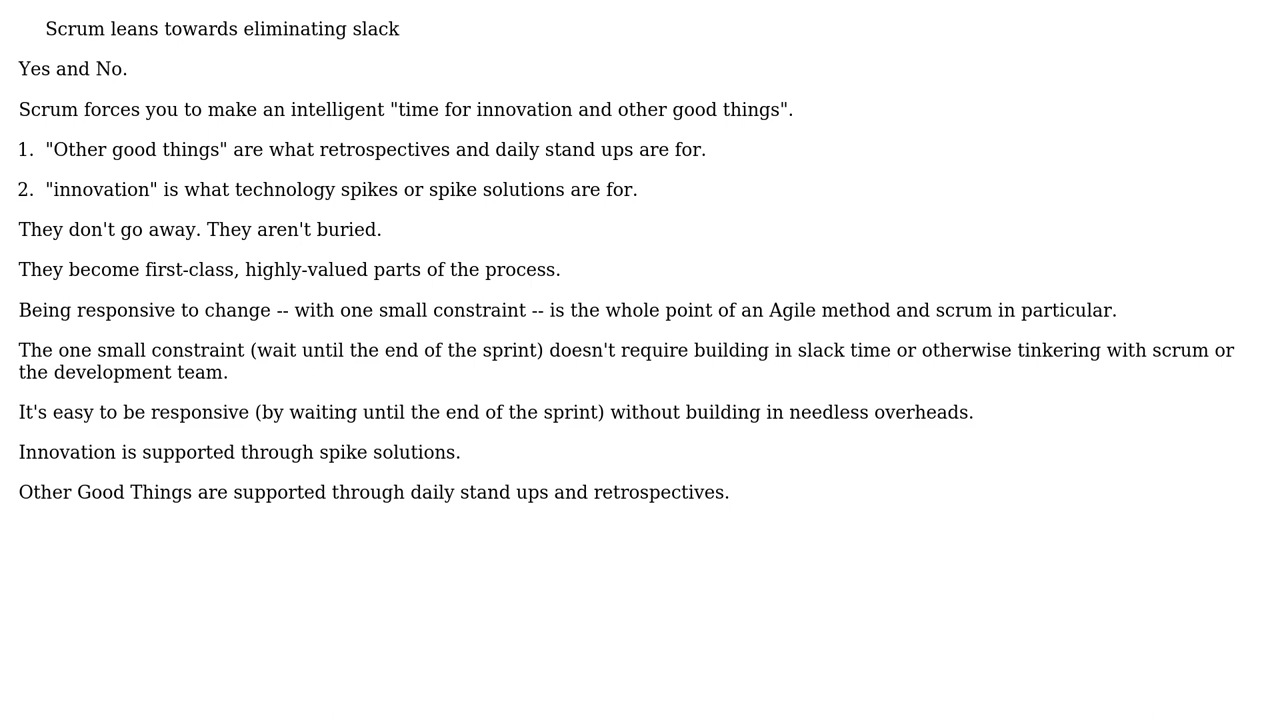 Scrum leans towards eliminating slack
Yes and No.
Scrum forces you to make an intelligent "time for innovation and other good things".
1. "Other good things" are what retrospectives and daily stand ups are for.
2. "innovation" is what technology spikes or spike solutions are for.
They don't go away. They aren't buried.
They become first-class, highly-valued parts of the process.
Being responsive to change -- with one small constraint -- is the whole point of an Agile method and scrum in particular.
The one small constraint (wait until the end of the sprint) doesn't require building in slack time or otherwise tinkering with scrum or
the development team.
It's easy to be responsive (by waiting until the end of the sprint) without building in needless overheads.
Innovation is supported through spike solutions.
Other Good Things are supported through daily stand ups and retrospectives.